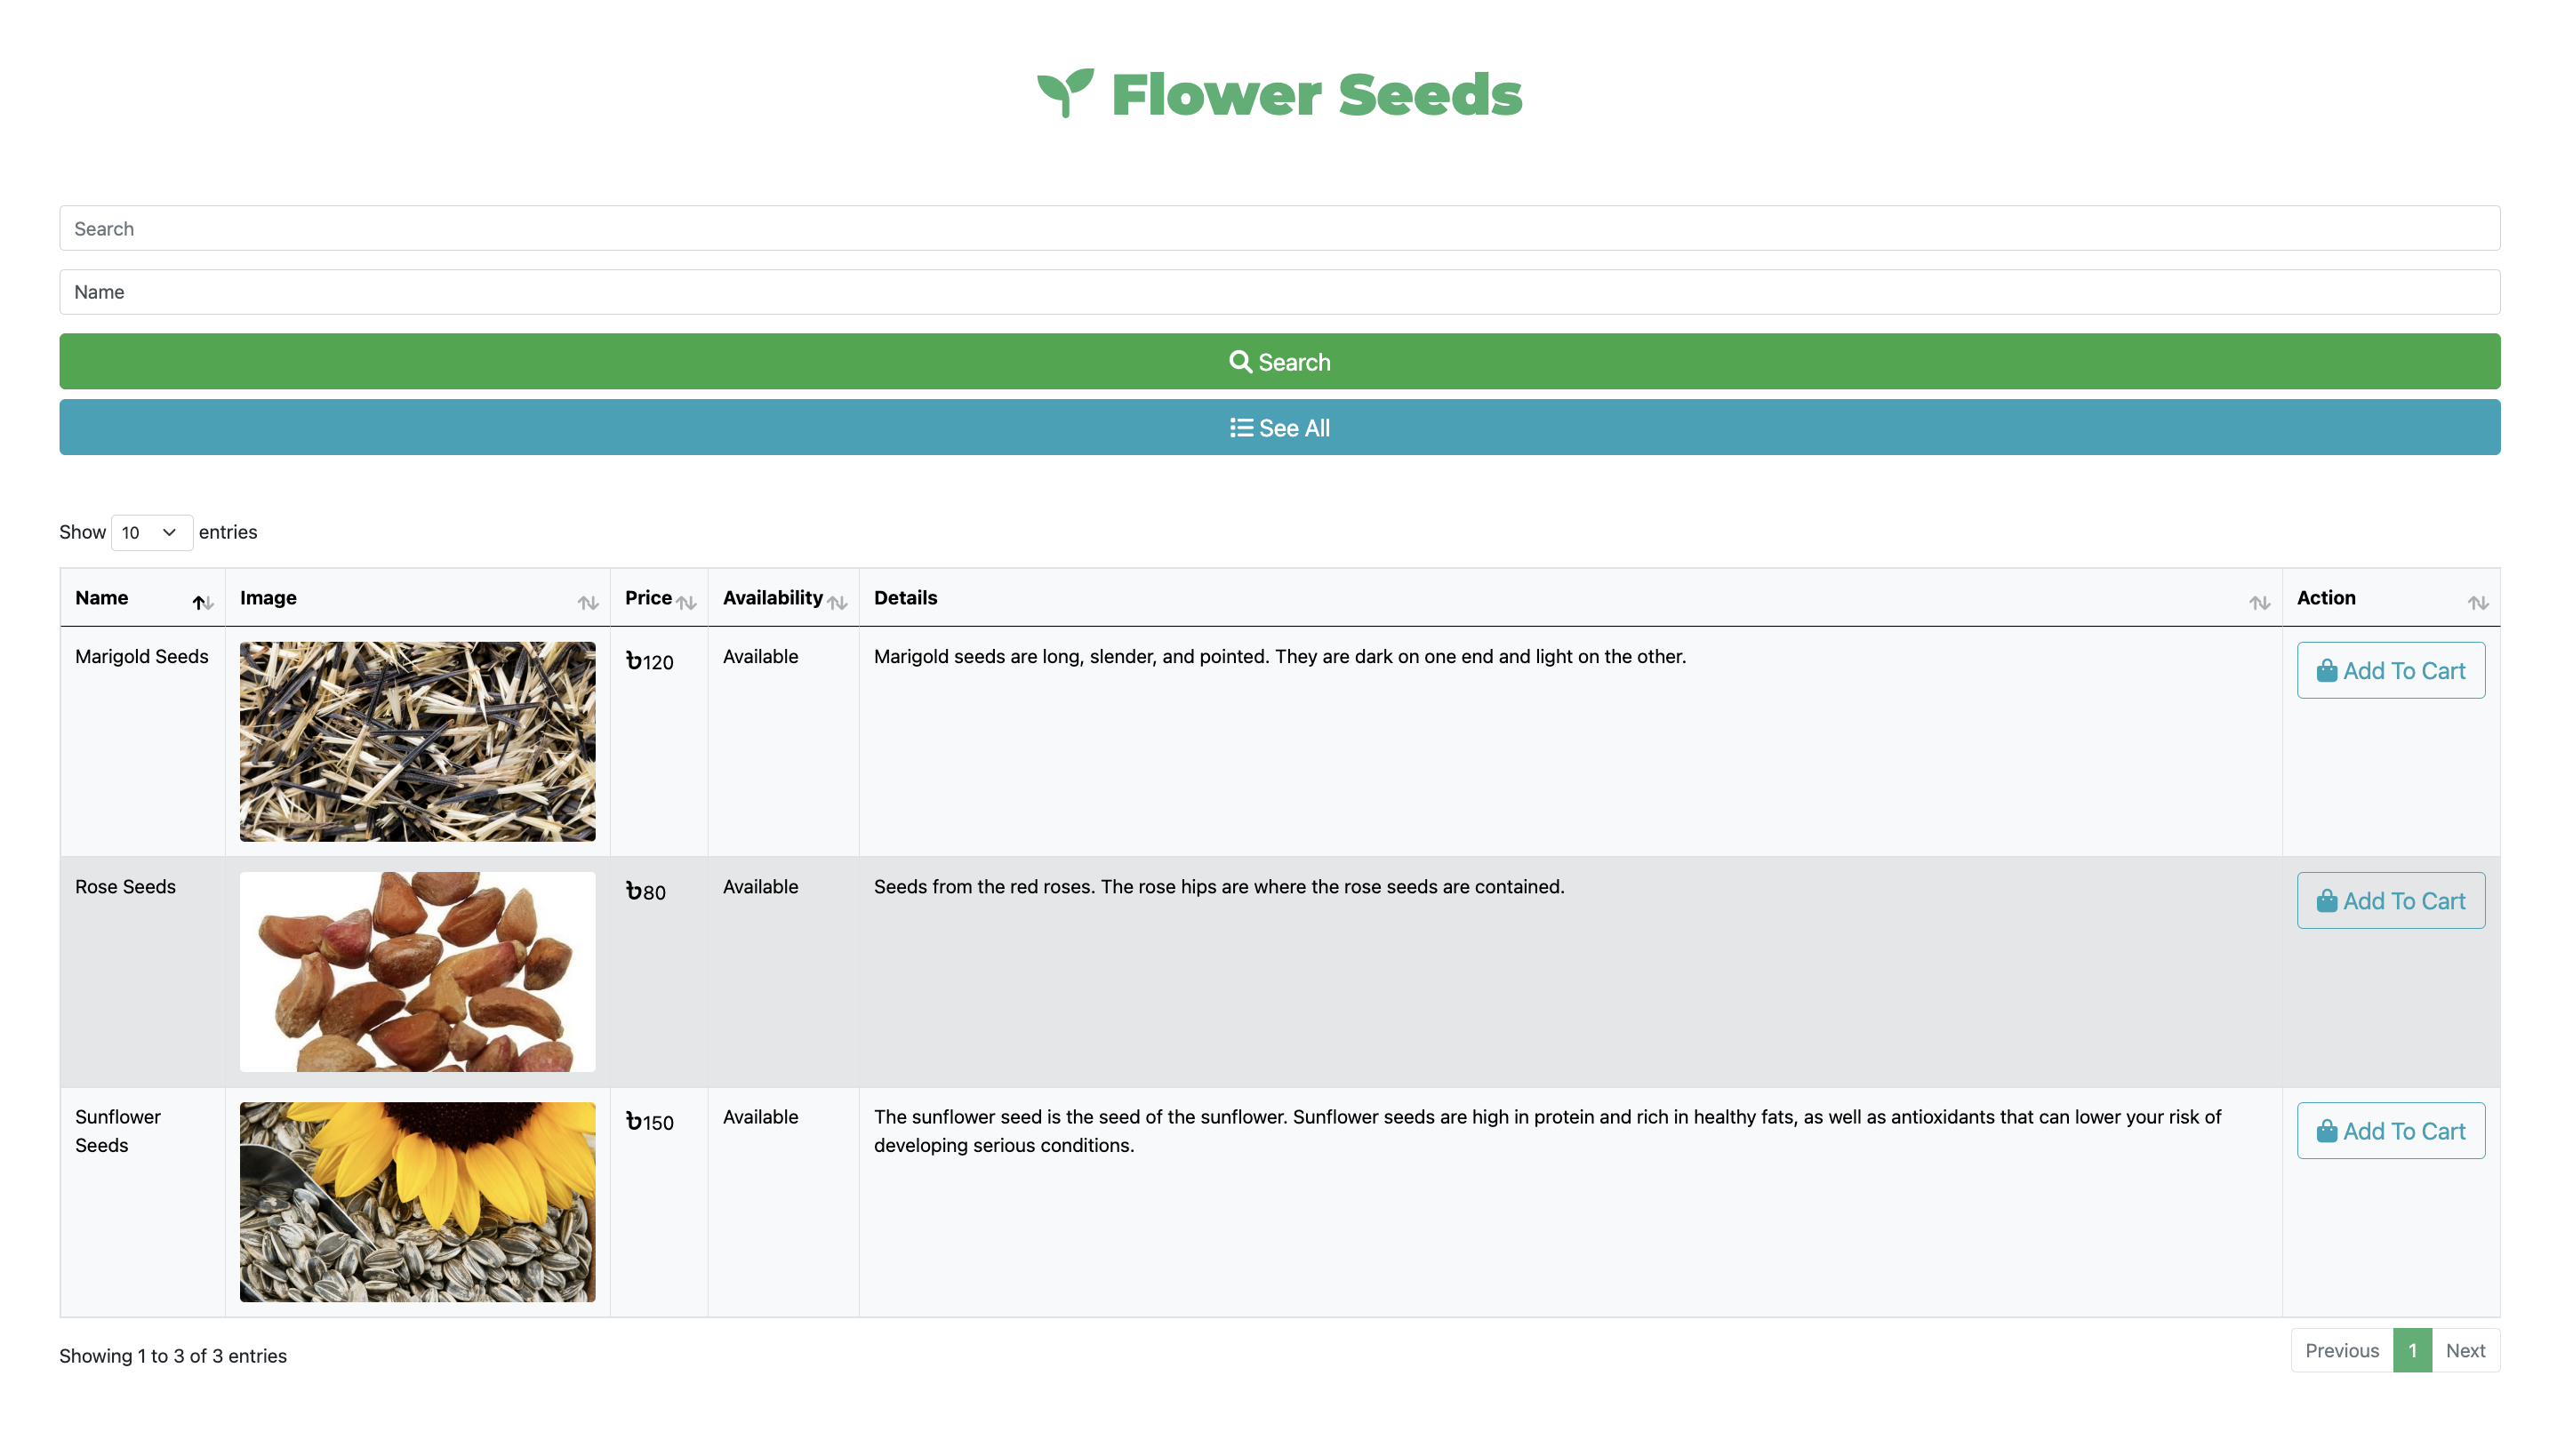 Flower Seeds
Search
Name
Search
See All
Show 10 entries
Name Image Price Availability Details Action
Marigold Seeds ৳120 Available Marigold seeds are long, slender, and pointed. They are dark on one end and light on the other. Add To Cart
Rose Seeds ৳80 Available Seeds from the red roses. The rose hips are where the rose seeds are contained. Add To Cart
Sunflower ৳150 Available The sunflower seed is the seed of the sunflower. Sunflower seeds are high in protein and rich in healthy fats, as well as antioxidants that can lower your risk of Add To Cart
Seeds developing serious conditions.
Showing 1 to 3 of 3 entries Previous 1 Next